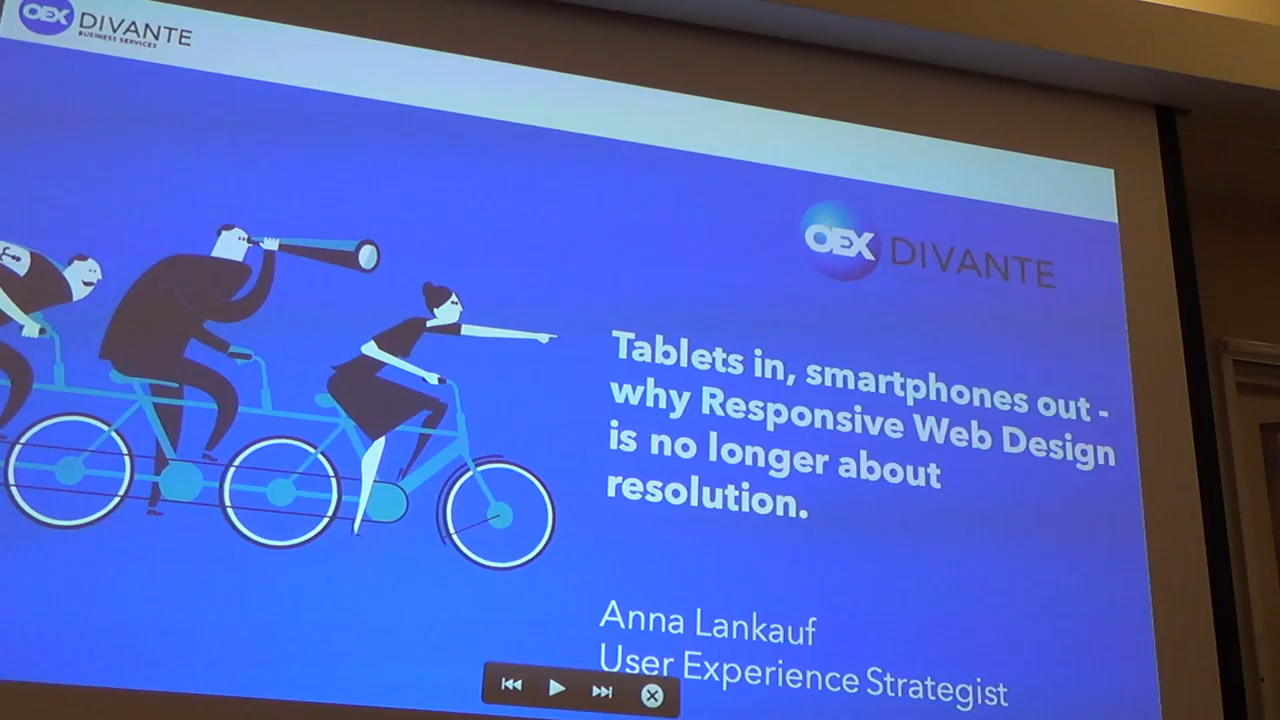 OEX DIVANTE
BUSINESS SERVICES
OEX DIVANTE
Tablets in, smartphones out -
why Responsive Web Design
is no longer about
resolution.
Anna Lankauf
User Experience Strategist